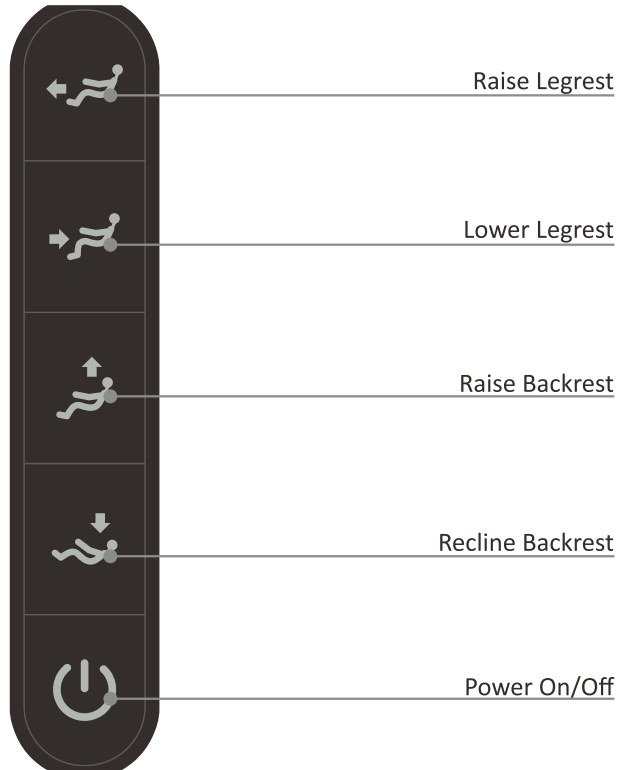 Raise Legrest
Lower Legrest
Raise Backrest
Recline Backrest
Power On/Off